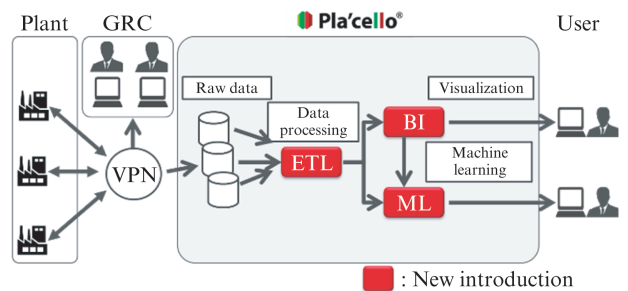 Plant
GRC
Pla'cello®
User
Raw data
Visualization
Data
processing
BI
VPN
ETL
Machine
learning
ML
: New introduction